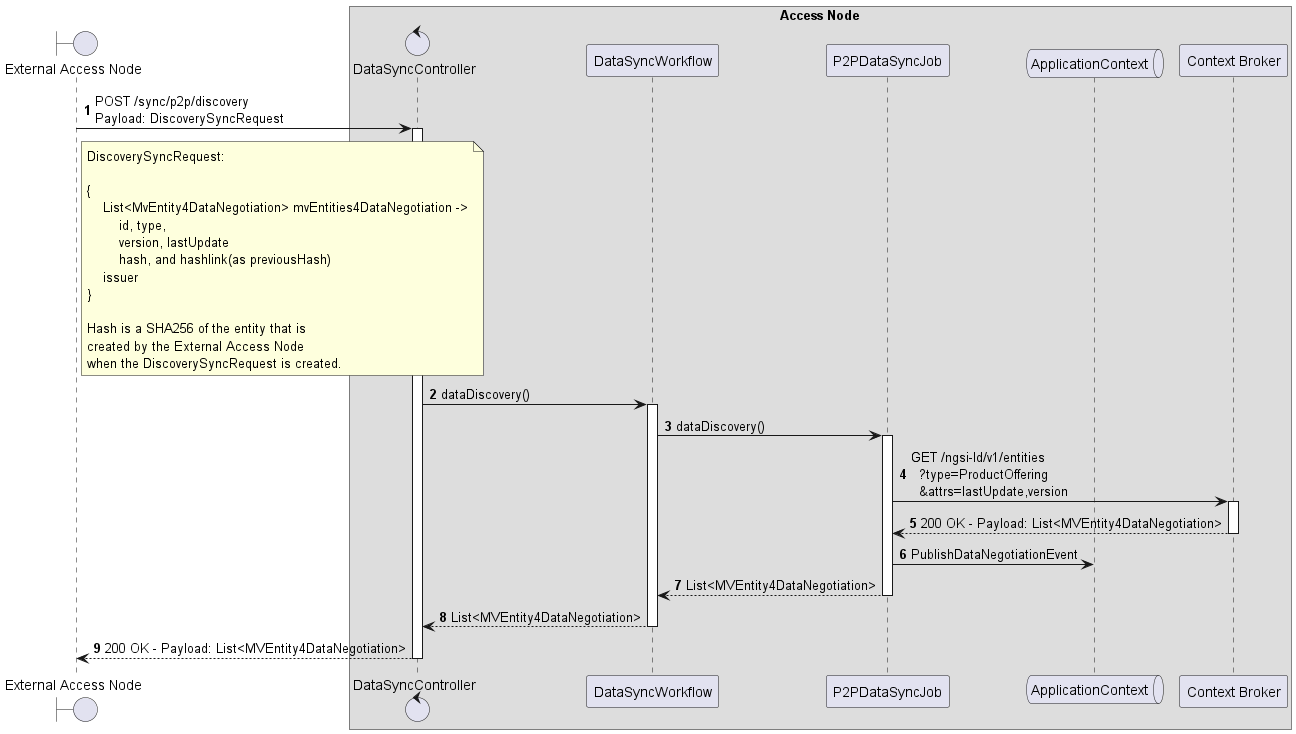 Access Node
External Access Node
DataSyncController
DataSyncWorkflow
P2PDataSyncJob
ApplicationContext
Context Broker
1 POST /sync/p2p/discovery
Payload: DiscoverySyncRequest
DiscoverySyncRequest:
{
List<MvEntity4DataNegotiation> mvEntities4DataNegotiation ->
id, type,
version, lastUpdate
hash, and hashlink(as previousHash)
issuer
}
Hash is a SHA256 of the entity that is
created by the External Access Node
when the DiscoverySyncRequest is created.
2 dataDiscovery()
3 dataDiscovery()
GET /ngsi-ld/v1/entities
4 ?type=ProductOffering
&attrs=lastUpdate,version
5 200 OK - Payload: List<MVEntity4DataNegotiation>
6 PublishDataNegotiationEvent
7 List<MVEntity4DataNegotiation>
8 List<MVEntity4DataNegotiation>
9 200 OK - Payload: List<MVEntity4DataNegotiation>
External Access Node
DataSyncController
DataSyncWorkflow
P2PDataSyncJob
ApplicationContext
Context Broker